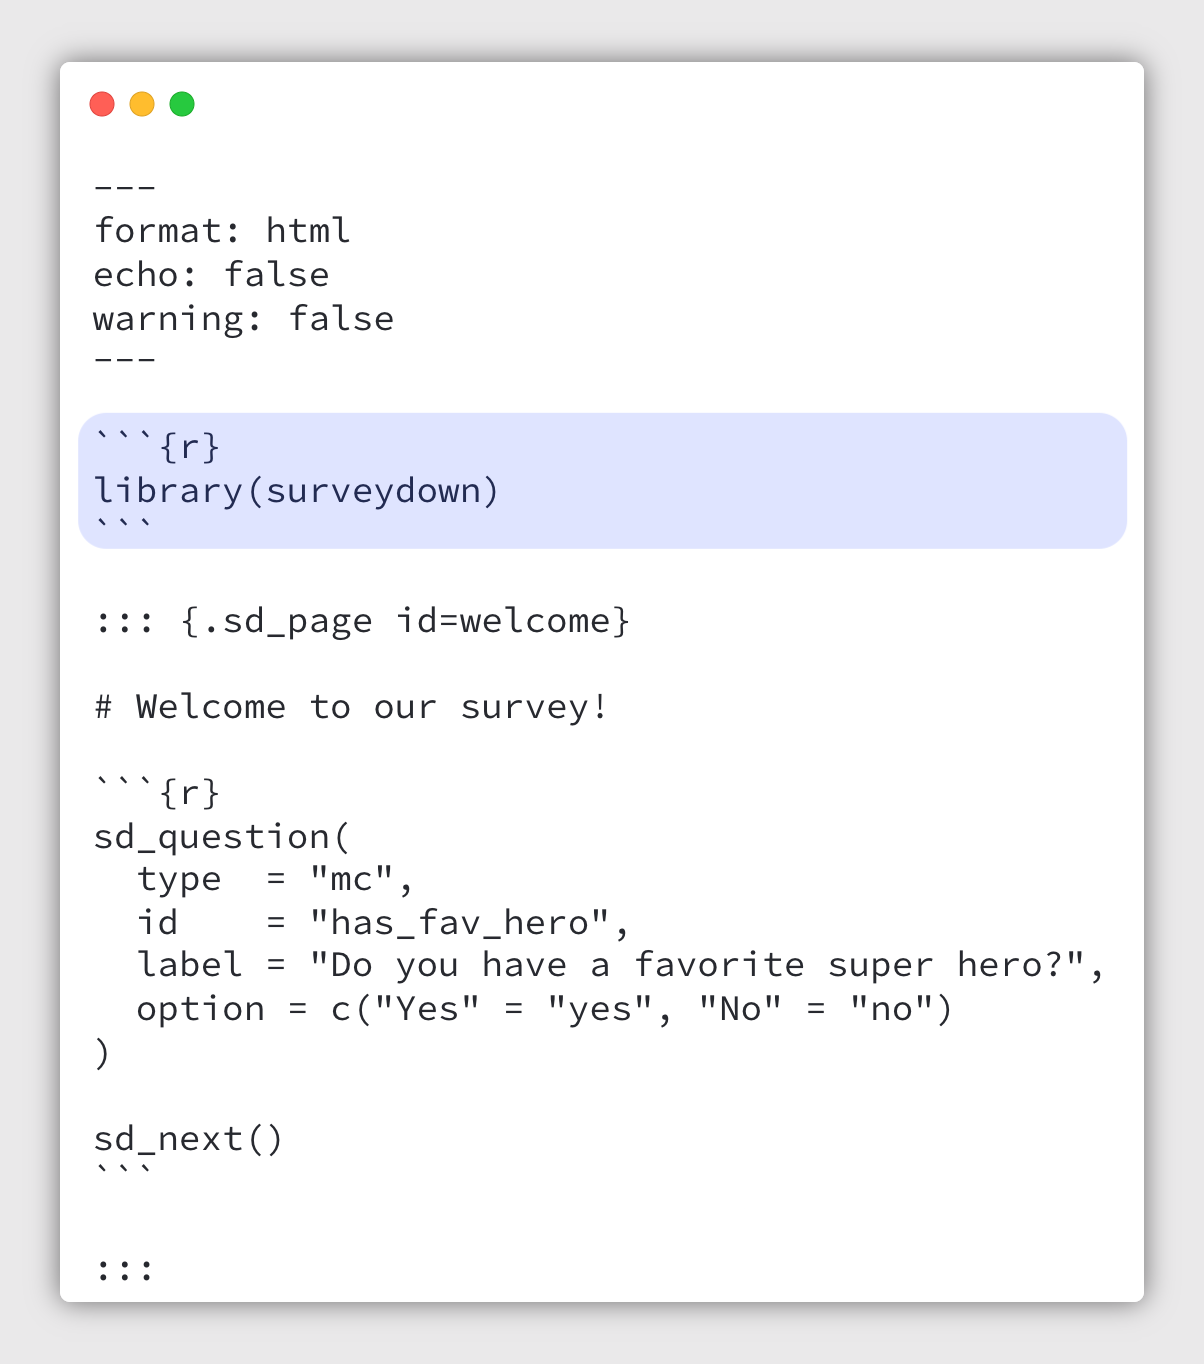 ---
format: html
echo: false
warning: false
---
```{r}
library(surveydown)
```
::: {.sd_page id=welcome}
# Welcome to our survey!
```{r}
sd_question(
  type  = "mc",
  id    = "has_fav_hero",
  label = "Do you have a favorite super hero?",
  option = c("Yes" = "yes", "No" = "no")
)
sd_next()
```
:::